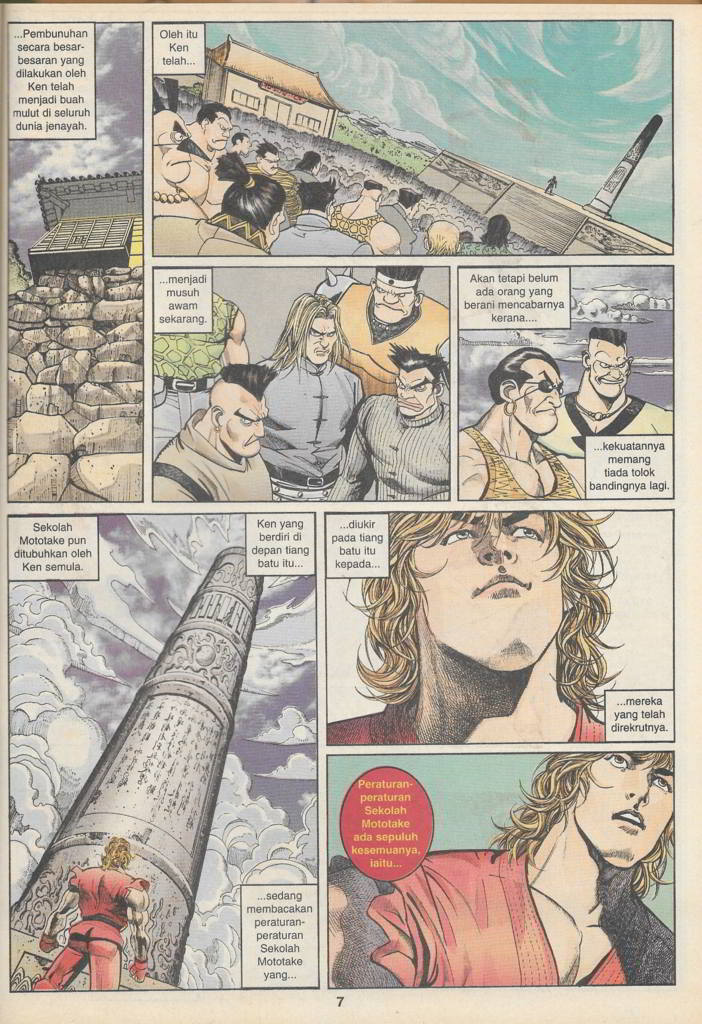 ...Pembunuhan
secara besar-
besaran yang
dilakukan oleh
Ken telah
menjadi buah
mulut di seluruh
dunia jenayah.
Oleh itu
Ken
telah...
...menjadi
musuh
awam
sekarang.
Akan tetapi belum
ada orang yang
berani mencabarnya
kerana....
...kekuatannya
memang
tiada tolok
bandingnya lagi.
Sekolah
Mototake pun
ditubuhkan oleh
Ken semula.
Ken yang
berdiri di
depan tiang
batu itu...
...sedang
membacakan
peraturan-
peraturan
Sekolah
Mototake
yang...
...diukir
pada tiang
batu itu
kepada...
...mereka
yang telah
direkrutnya.
Peraturan-
peraturan
Sekolah
Mototake
ada sepuluh
kesemuanya,
iaitu...
7